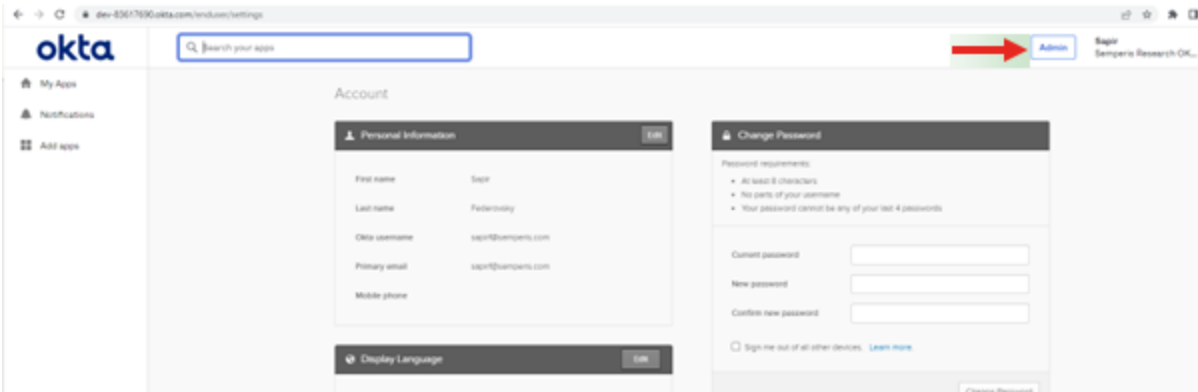 dev-83617690.okta.com/enduser/settings
okta
Search your apps
Admin
Sapir
Semperis Research OK...
My Apps
Notifications
Add apps
Account
Personal Information
Edit
First name
Sapir
Last name
Federovsky
Okta username
sapirf@semperis.com
Primary email
sapirf@semperis.com
Mobile phone
Display Language
Edit
Change Password
Password requirements:
At least 8 characters
No parts of your username
Your password cannot be any of your last 4 passwords
Current password
New password
Confirm new password
Sign me out of all other devices. Learn more.
Change Password